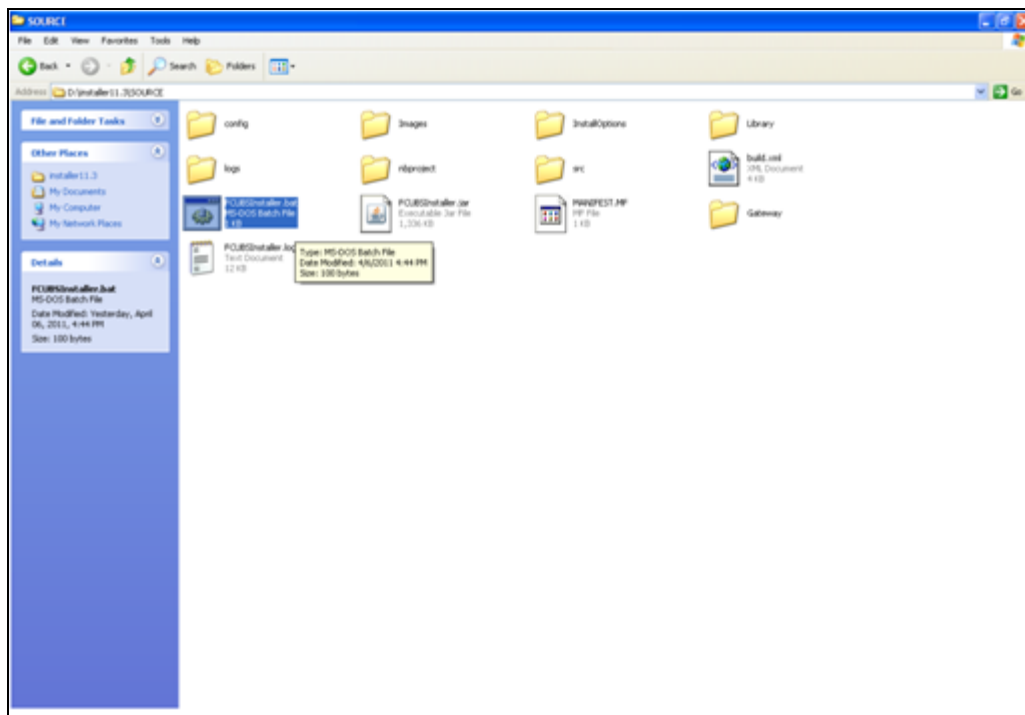 SOURCE
File Edit View Favorites Tools Help
Back Search Folders
Address D:\installer11.3\SOURCE Go
File and Folder Tasks
Other Places
installer11.3
My Documents
My Computer
My Network Places
Details
FCUBSInstaller.bat
MS-DOS Batch File
Date Modified: Yesterday, April
06, 2011, 4:44 PM
Size: 100 bytes
config
Images
InstallOptions
Library
logs
nbproject
src
build.xml
XML Document
4 KB
FCUBSInstaller.bat
MS-DOS Batch File
1 KB
FCUBSInstaller.jar
Executable Jar File
1,336 KB
MANIFEST.MF
MF File
1 KB
Gateway
FCUBSInstaller.log
Text Document
12 KB
Type: MS-DOS Batch File
Date Modified: 4/6/2011 4:44 PM
Size: 100 bytes